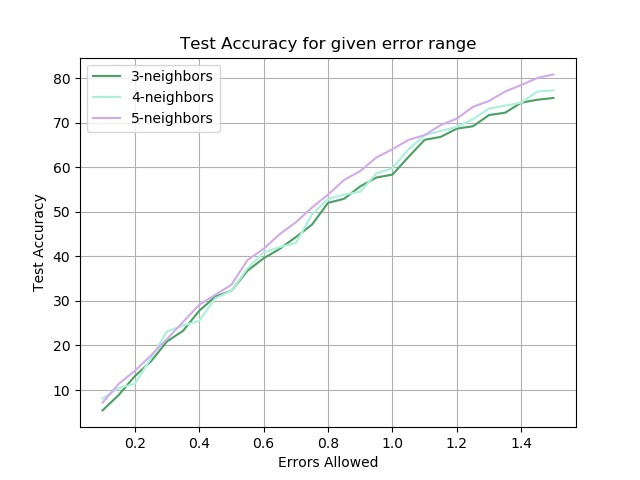 Test Accuracy for given error range
3-neighbors
4-neighbors
5-neighbors
Test Accuracy
80
70
60
50
40
30
20
10
0.2 0.4 0.6 0.8 1.0 1.2 1.4
Errors Allowed